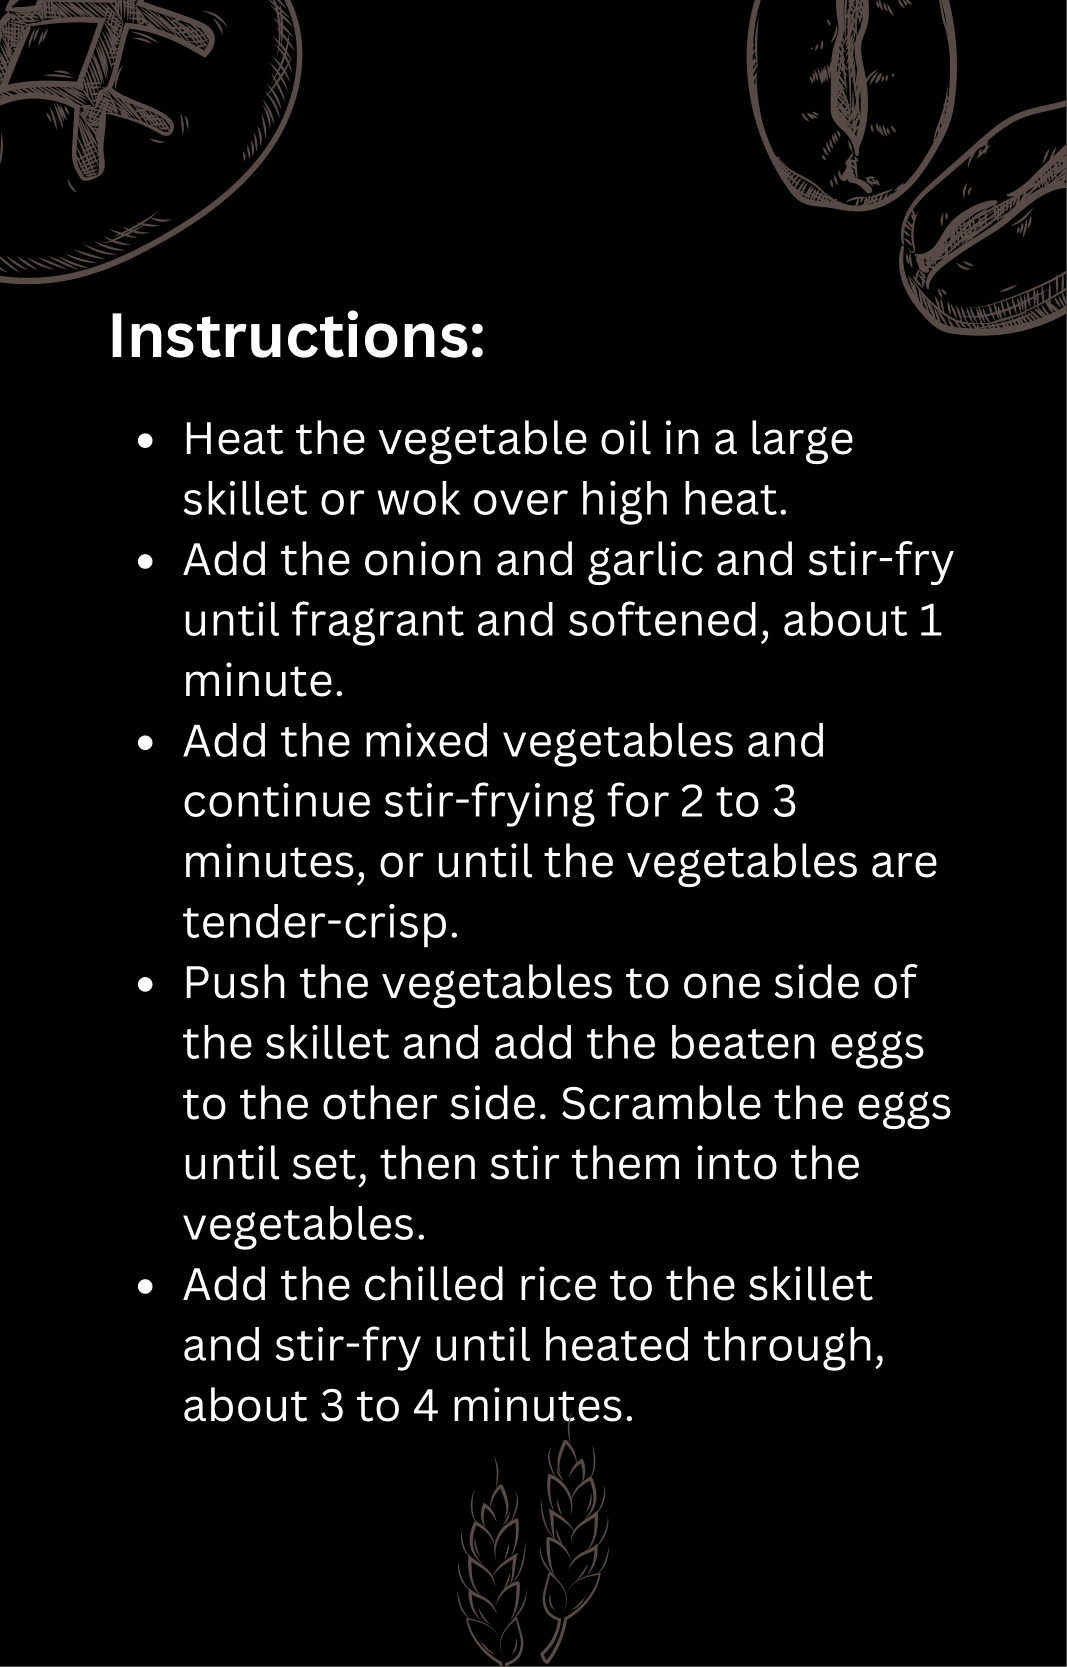 Instructions:
• Heat the vegetable oil in a large
skillet or wok over high heat.
• Add the onion and garlic and stir-fry
until fragrant and softened, about 1
minute.
• Add the mixed vegetables and
continue stir-frying for 2 to 3
minutes, or until the vegetables are
tender-crisp.
• Push the vegetables to one side of
the skillet and add the beaten eggs
to the other side. Scramble the eggs
until set, then stir them into the
vegetables.
• Add the chilled rice to the skillet
and stir-fry until heated through,
about 3 to 4 minutes.